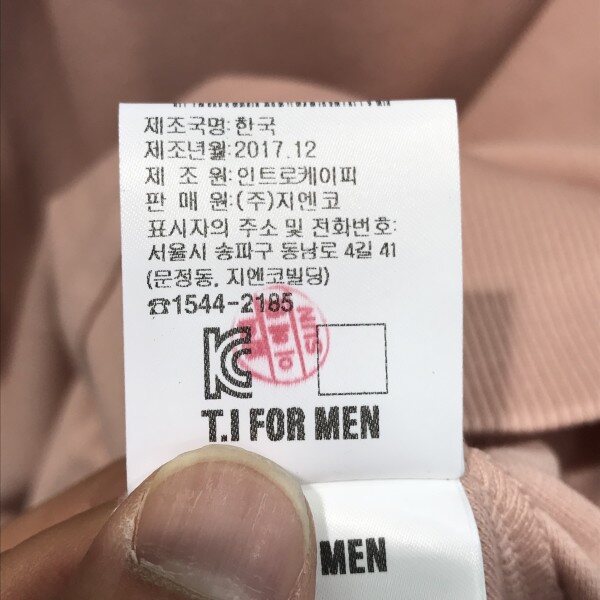 제조국명:한국
제조년월:2017.12
제 조 원:인트로케이피
판 매 원:(주)지엔코
표시자의 주소 및 전화번호:
서울시 송파구 동남로 4길 41
(문정동, 지엔코빌딩)
☎1544-2185
SUN
T.I FOR MEN
MEN